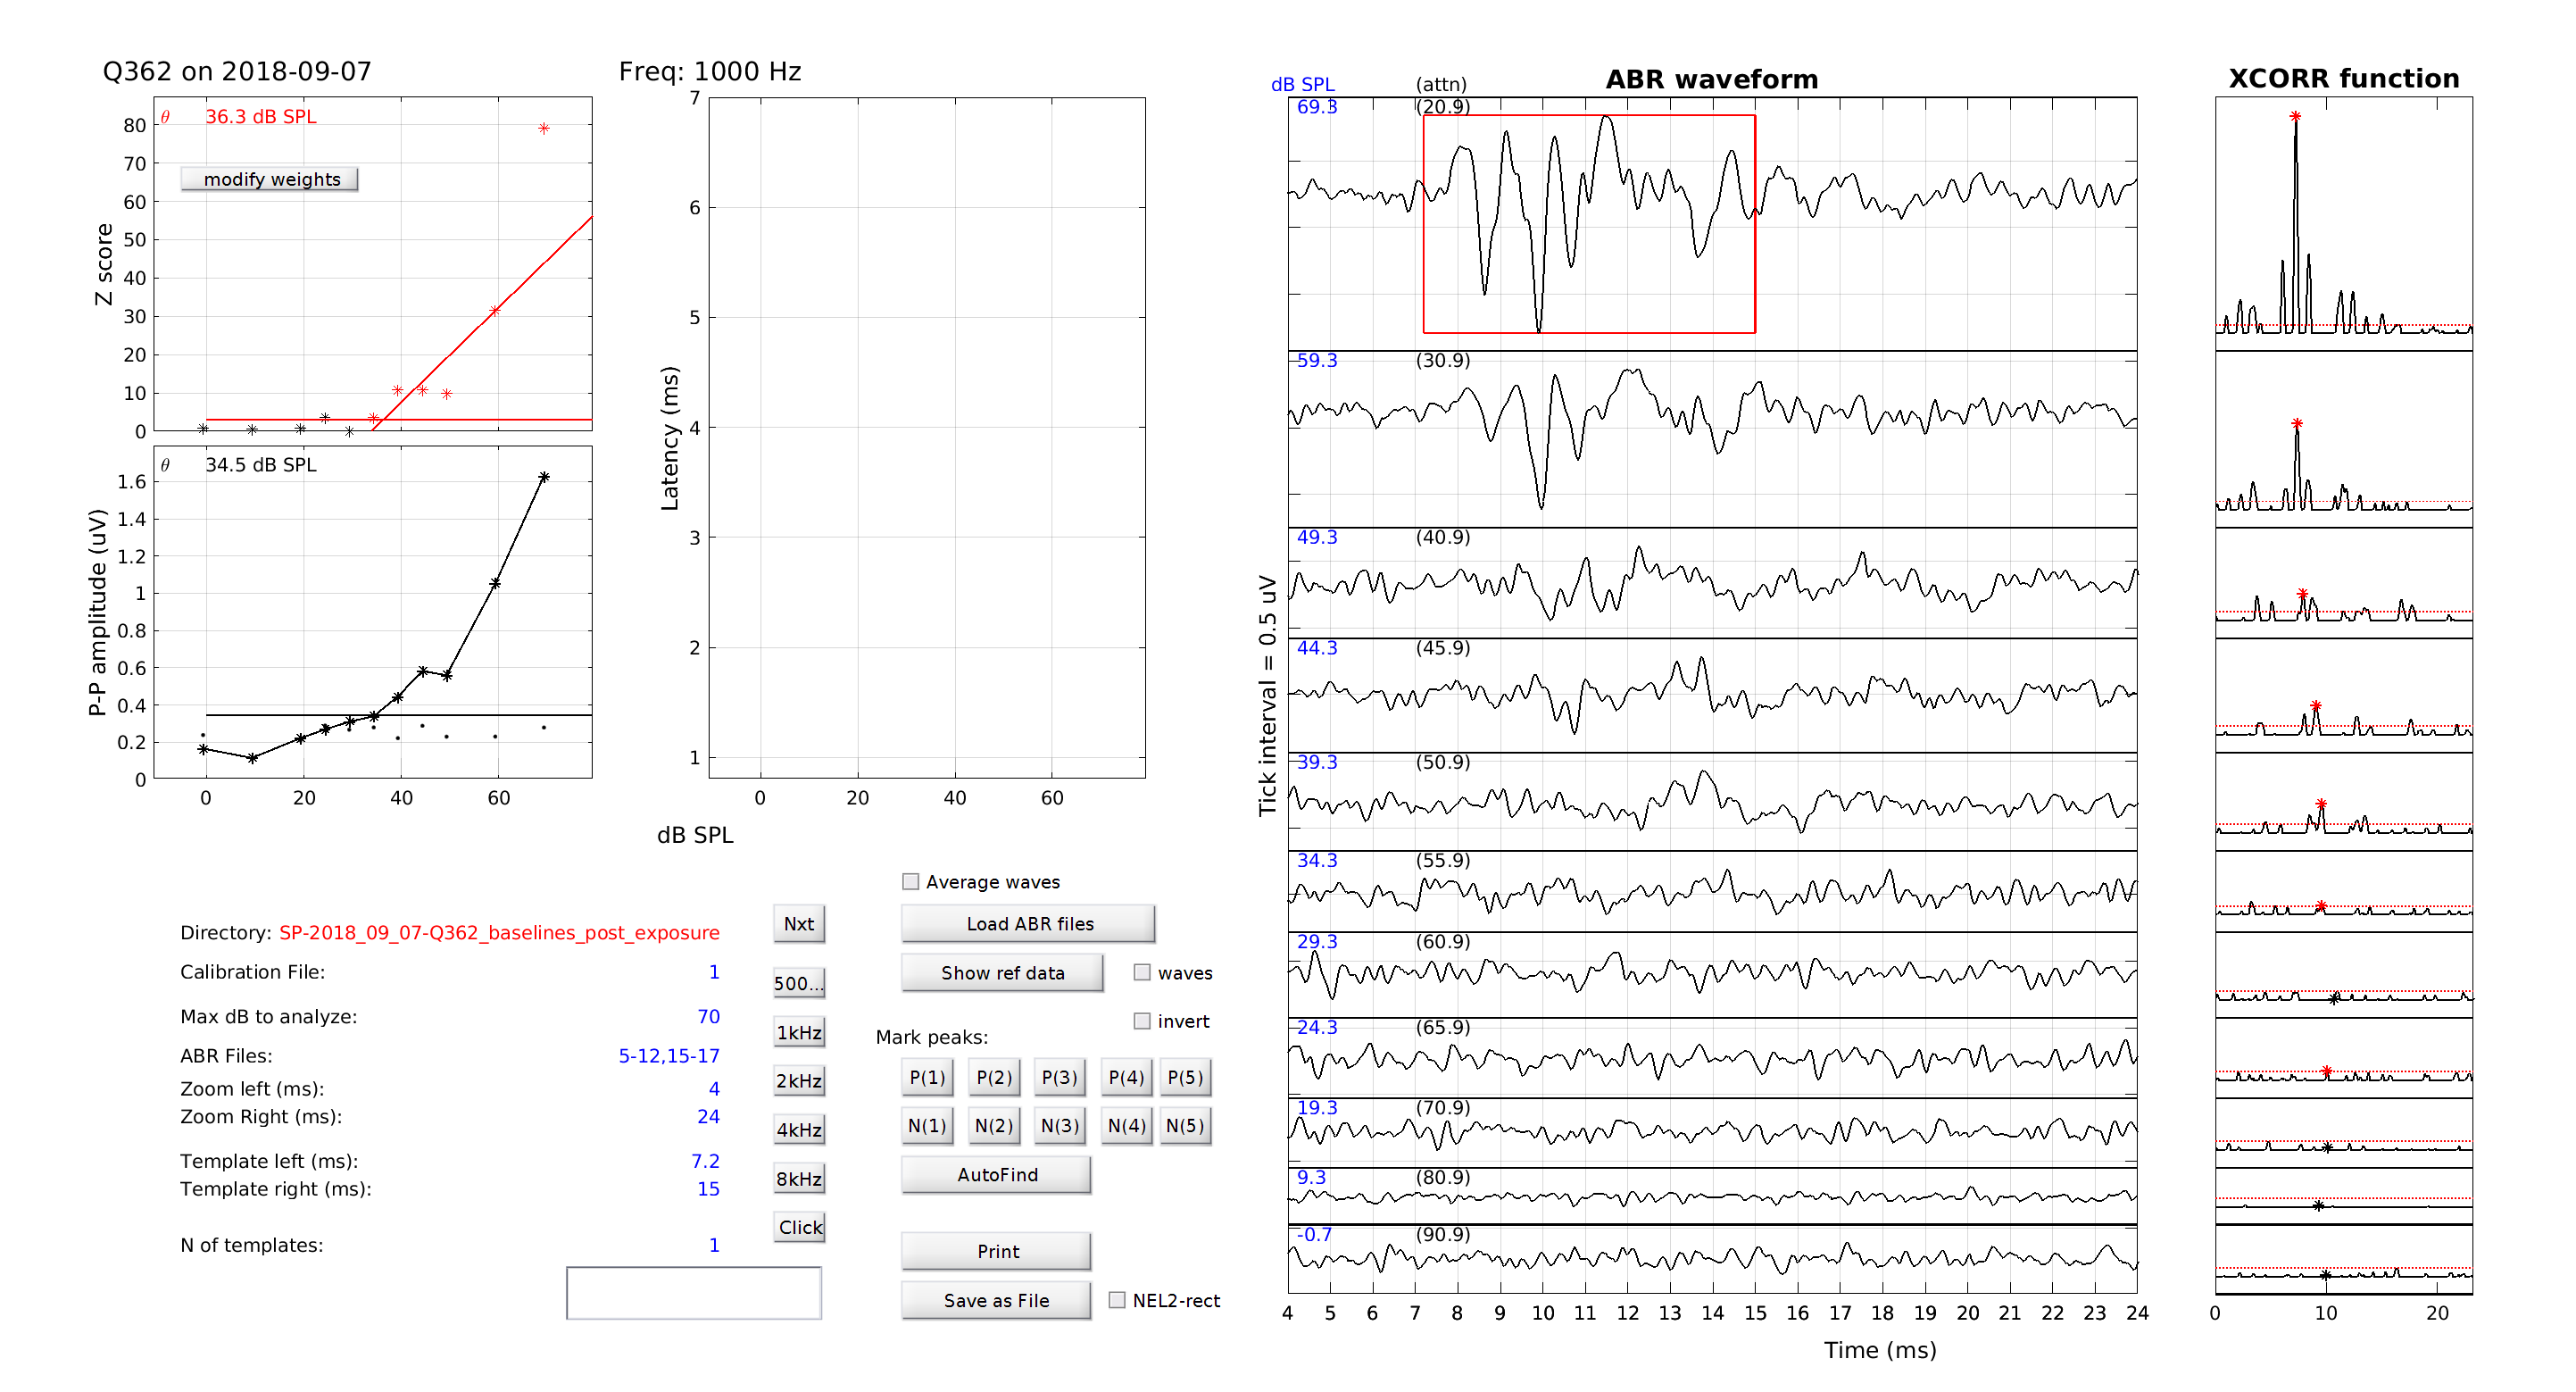 Q362 on 2018-09-07
Freq: 1000 Hz
θ 36.3 dB SPL
modify weights
Z score
80
70
60
50
40
30
20
10
0
θ 34.5 dB SPL
P-P amplitude (uV)
1.6
1.4
1.2
1
0.8
0.6
0.4
0.2
0
0 20 40 60
Latency (ms)
7
6
5
4
3
2
1
0 20 40 60
dB SPL
Directory: SP-2018_09_07-Q362_baselines_post_exposure
Calibration File: 1
Max dB to analyze: 70
ABR Files: 5-12,15-17
Zoom left (ms): 4
Zoom Right (ms): 24
Template left (ms): 7.2
Template right (ms): 15
N of templates: 1
Nxt
500...
1kHz
2kHz
4kHz
8kHz
Click
Average waves
Load ABR files
Show ref data
waves
invert
Mark peaks:
P(1) P(2) P(3) P(4) P(5)
N(1) N(2) N(3) N(4) N(5)
AutoFind
Print
Save as File
NEL2-rect
dB SPL (attn) ABR waveform
69.3 (20.9)
59.3 (30.9)
49.3 (40.9)
44.3 (45.9)
39.3 (50.9)
34.3 (55.9)
29.3 (60.9)
24.3 (65.9)
19.3 (70.9)
9.3 (80.9)
-0.7 (90.9)
Tick interval = 0.5 uV
4 5 6 7 8 9 10 11 12 13 14 15 16 17 18 19 20 21 22 23 24
Time (ms)
XCORR function
0 10 20